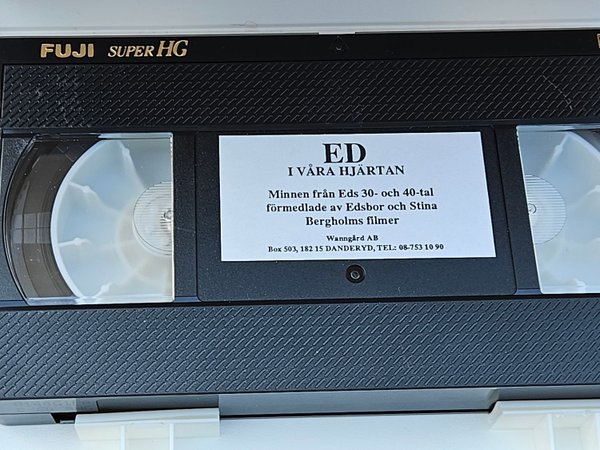 FUJI SUPER HG
ED
I VÅRA HJÄRTAN
Minnen från Eds 30- och 40-tal
förmedlade av Edsbor och Stina
Bergholms filmer
Wanngård AB
Box 503, 182 15 DANDERYD, TEL: 08-753 10 90